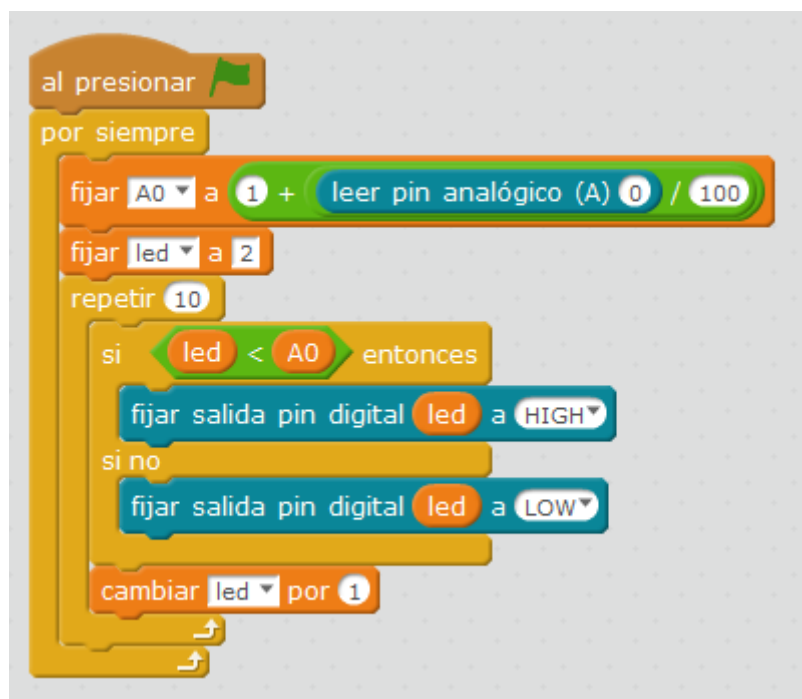 al presionar
por siempre
fijar A0 a 1 + leer pin analógico (A) 0 / 100
fijar led a 2
repetir 10
si led < A0 entonces
fijar salida pin digital led a HIGH
si no
fijar salida pin digital led a LOW
cambiar led por 1